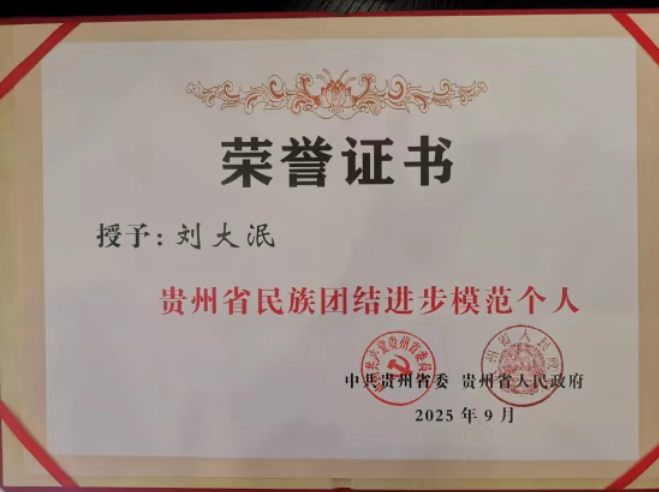 荣誉证书
授予：刘大泯
贵州省民族团结进步模范个人
中共贵州省委 贵州省人民政府
2025年9月